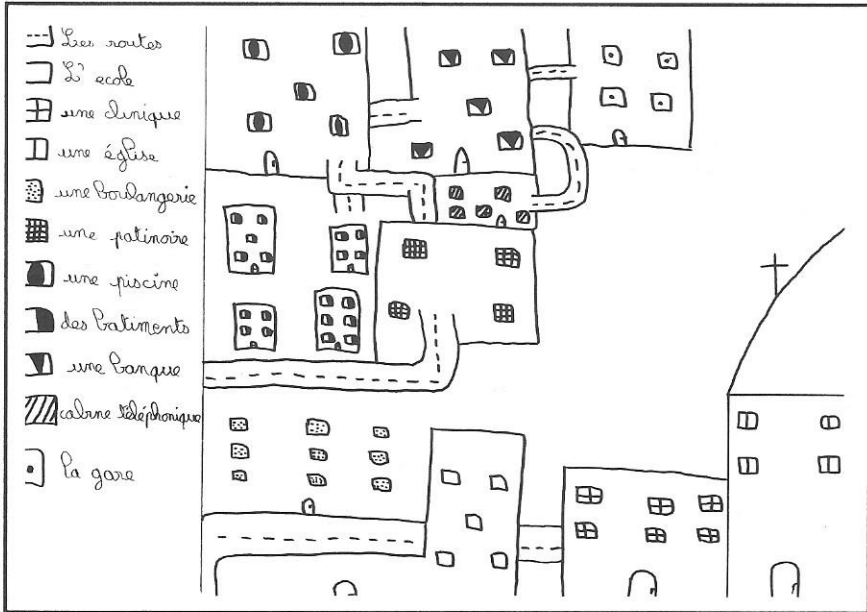 Les routes
L'ecole
une clinique
une église
une boulangerie
une patinoire
une piscine
des batiments
une banque
cabine téléphonique
la gare